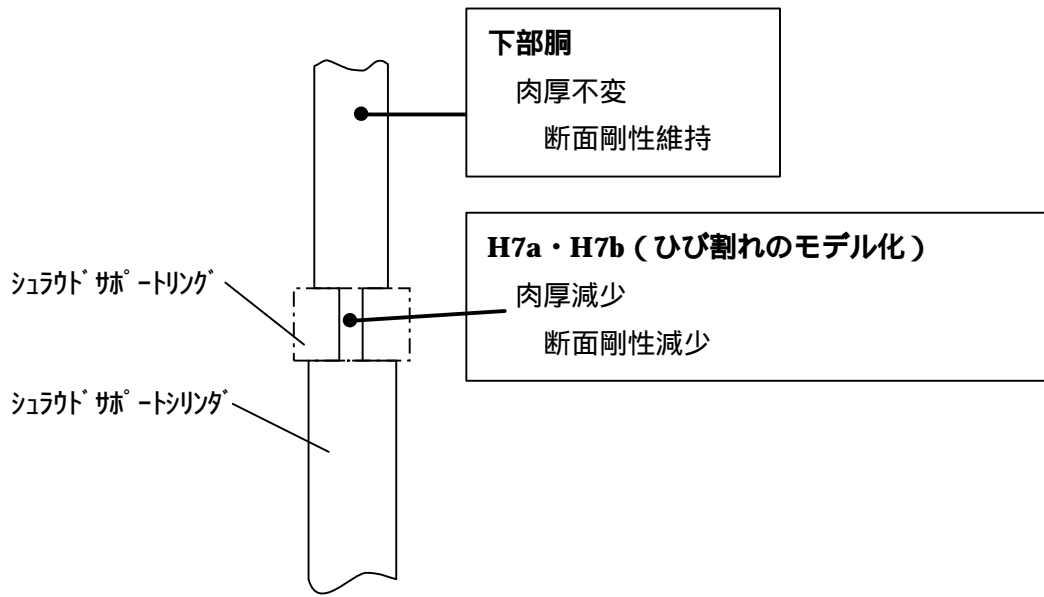 下部胴
肉厚不変
断面剛性維持
H7a・H7b（ひび割れのモデル化）
肉厚減少
断面剛性減少
ｼｭﾗｳﾄﾞｻﾎﾟｰﾄﾘﾝｸﾞ
ｼｭﾗｳﾄﾞｻﾎﾟｰﾄｼﾘﾝﾀﾞ